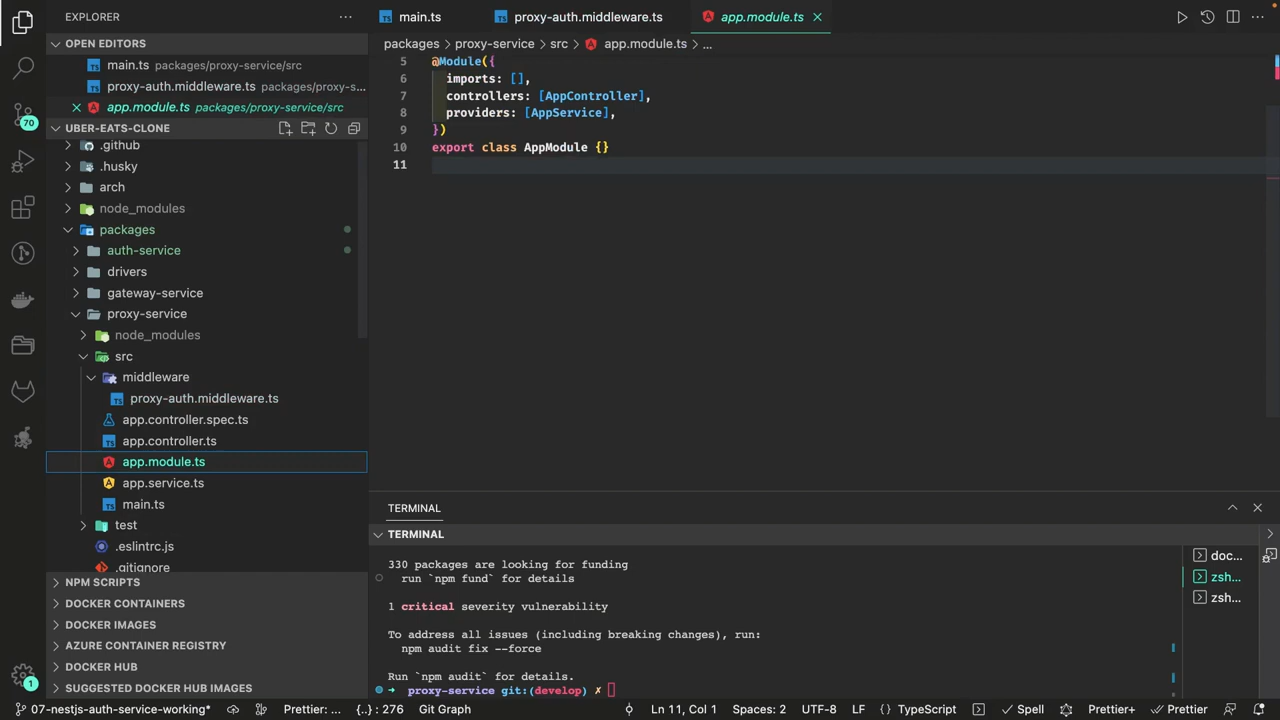 EXPLORER
main.ts
proxy-auth.middleware.ts
app.module.ts
OPEN EDITORS
main.ts packages/proxy-service/src
proxy-auth.middleware.ts packages/proxy-s...
app.module.ts packages/proxy-service/src
UBER-EATS-CLONE
.github
.husky
arch
node_modules
packages
auth-service
drivers
gateway-service
proxy-service
node_modules
src
middleware
proxy-auth.middleware.ts
app.controller.spec.ts
app.controller.ts
app.module.ts
app.service.ts
main.ts
test
.eslintrc.js
.gitignore
NPM SCRIPTS
DOCKER CONTAINERS
DOCKER IMAGES
AZURE CONTAINER REGISTRY
DOCKER HUB
SUGGESTED DOCKER HUB IMAGES
70
1
packages > proxy-service > src > app.module.ts > ...
5 @Module({
6 imports: [],
7 controllers: [AppController],
8 providers: [AppService],
9 })
10 export class AppModule {}
11
TERMINAL
TERMINAL
330 packages are looking for funding
run `npm fund` for details
1 critical severity vulnerability
To address all issues (including breaking changes), run:
npm audit fix --force
Run `npm audit` for details.
→ proxy-service git:(develop) ✗
doc...
zsh...
zsh...
07-nestjs-auth-service-working* Prettier: ... {..} : 276 Git Graph Ln 11, Col 1 Spaces: 2 UTF-8 LF {} TypeScript Spell Prettier+ Prettier